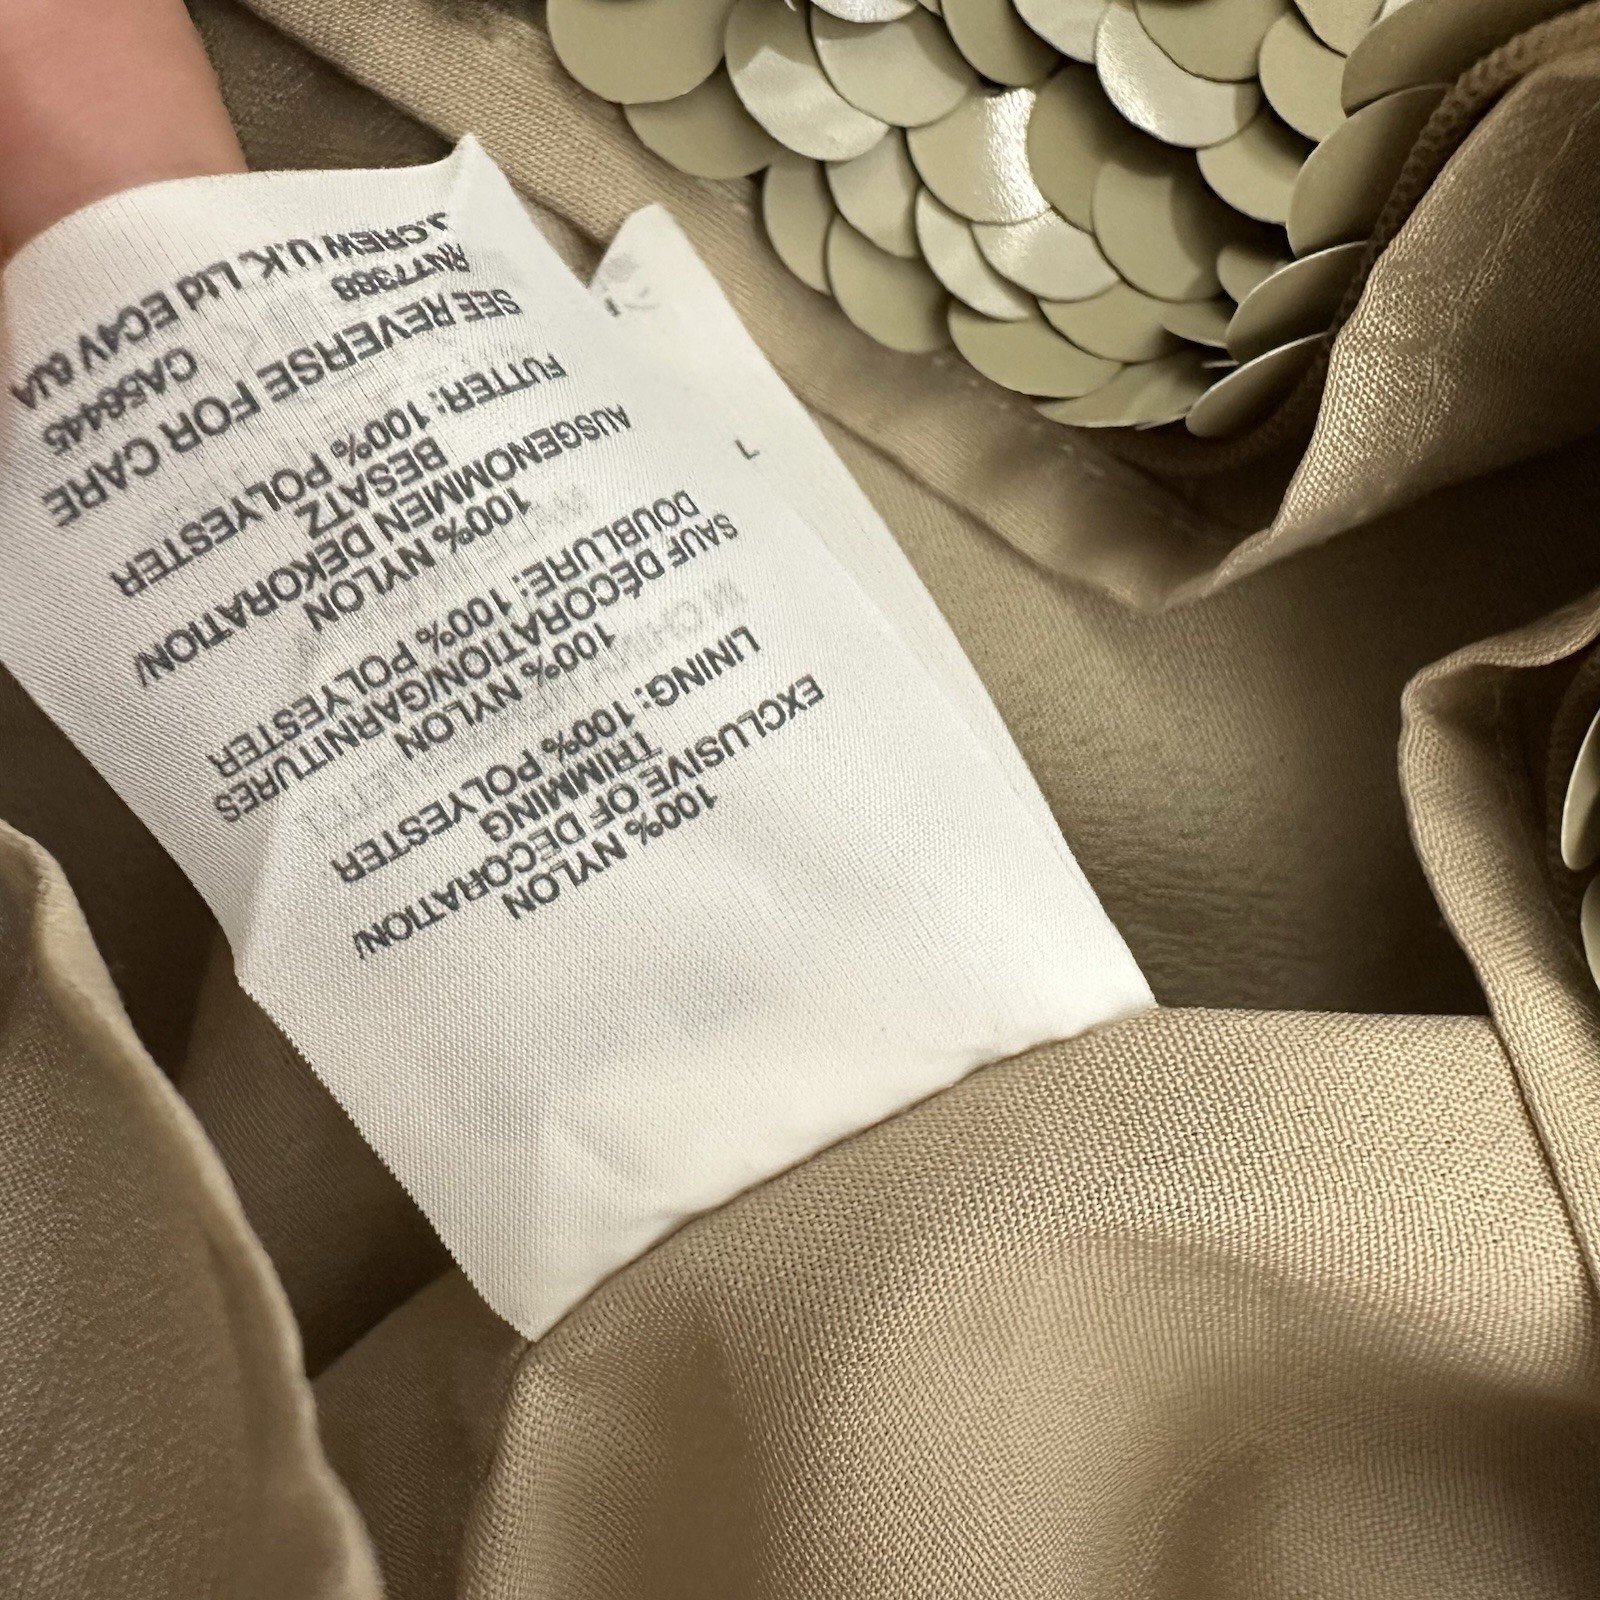 100% NYLON
EXCLUSIVE OF DECORATION/
TRIMMING
LINING: 100% POLYESTER
100% NYLON
SAUF DÉCORATION/GARNITURES
DOUBLURE: 100% POLYESTER
100% NYLON
AUSGENOMMEN DEKORATION/
BESATZ
FUTTER: 100% POLYESTER
SEE REVERSE FOR CARE
RN77388 CA56445
J.CREW U.K. Ltd EC4V 6JA